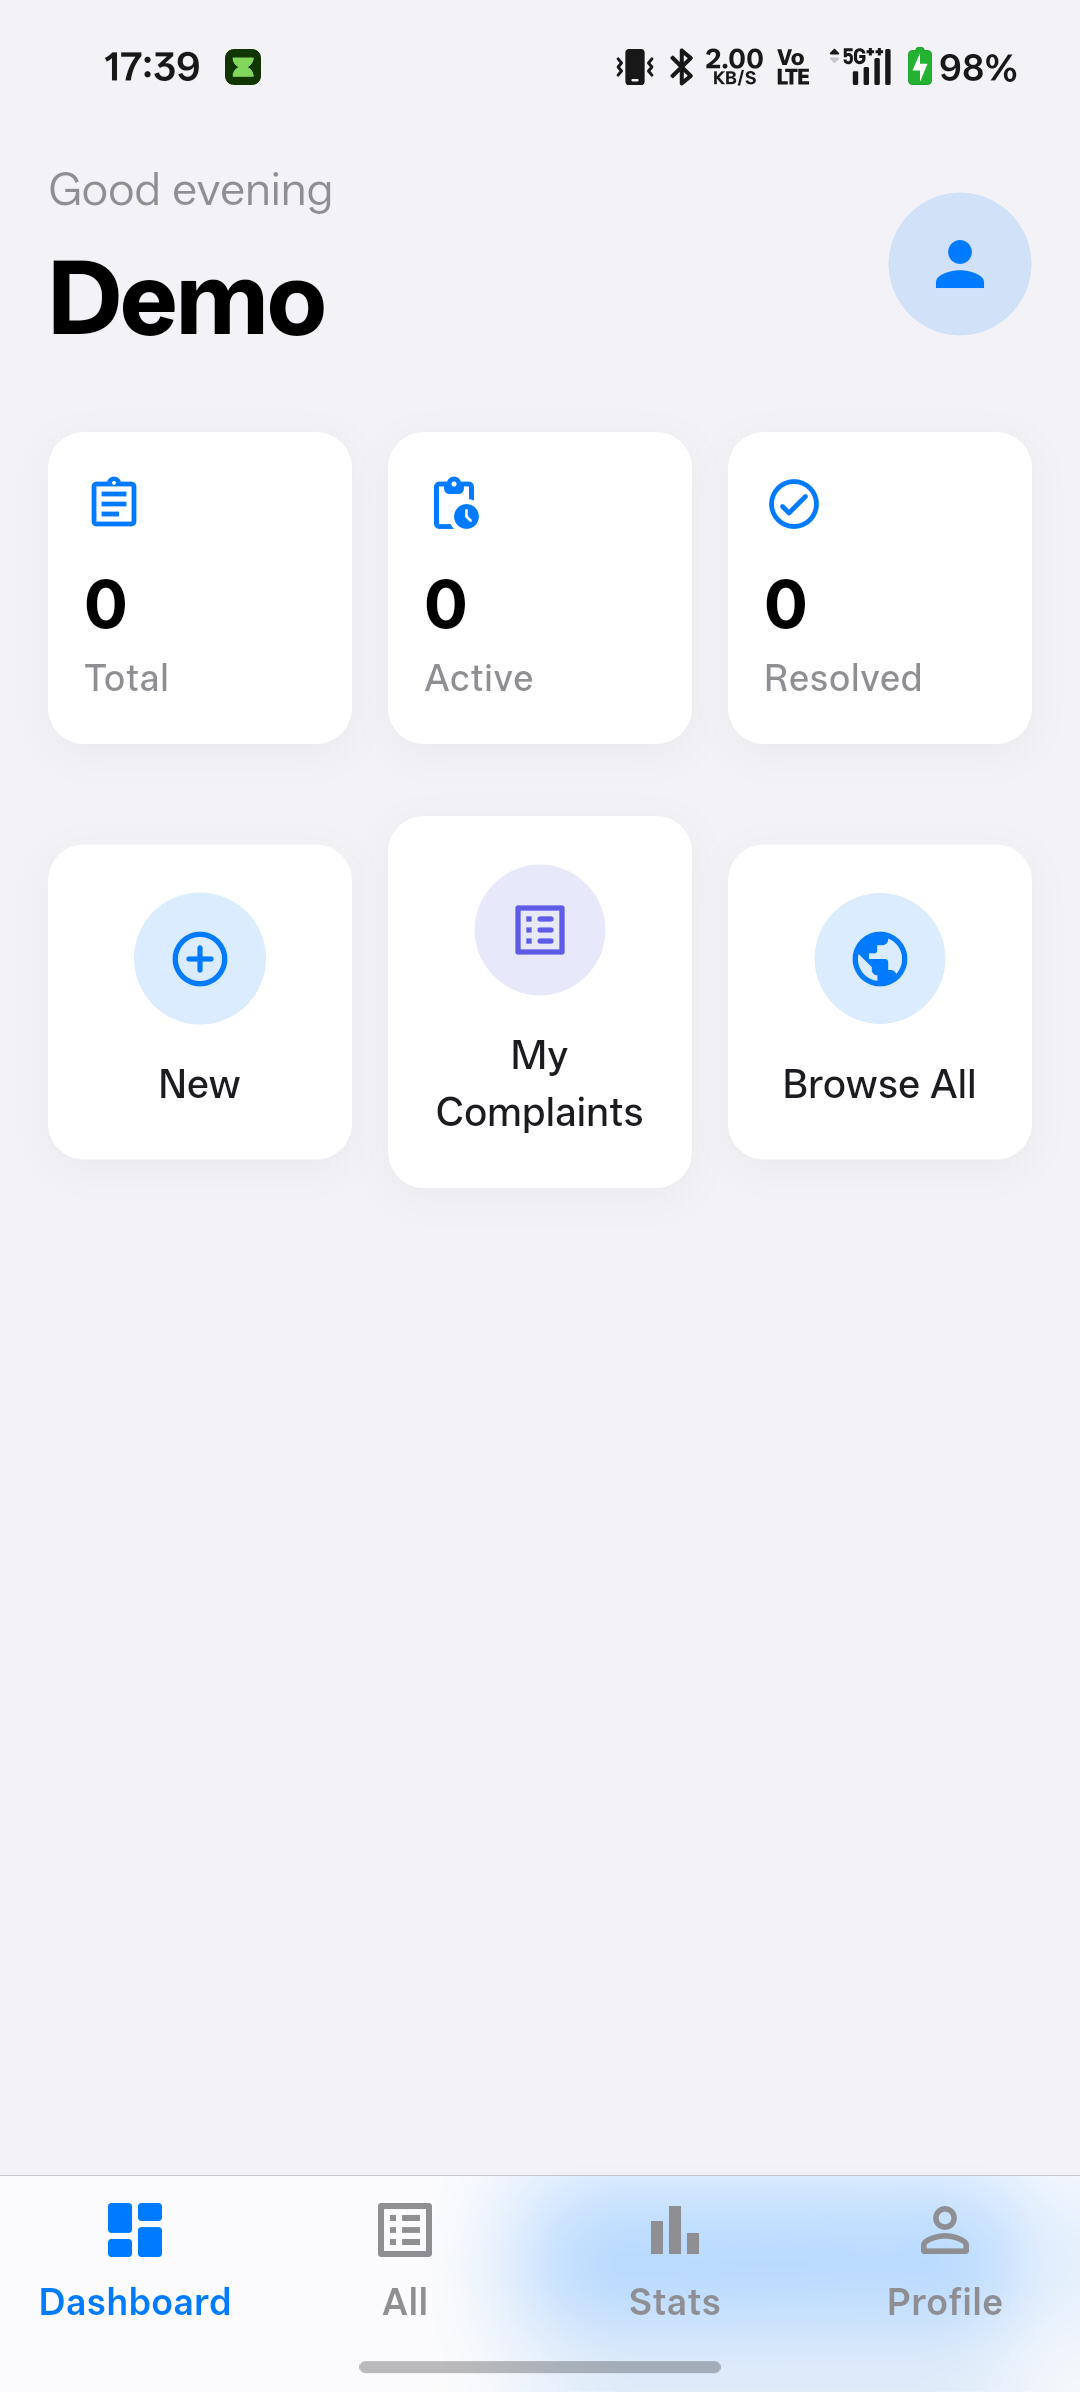 17:39
2.00 KB/S
Vo LTE
5G++
98%
Good evening
Demo
0
Total
0
Active
0
Resolved
New
My
Complaints
Browse All
Dashboard
All
Stats
Profile